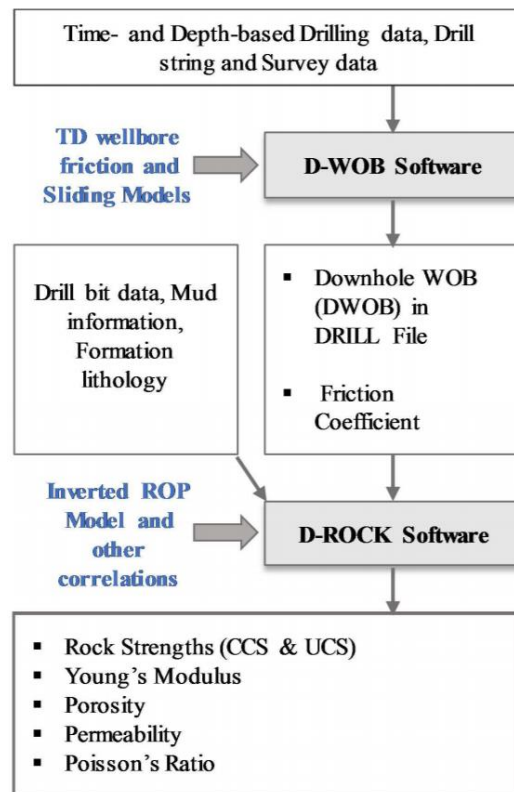 Time- and Depth-based Drilling data, Drill
string and Survey data
TD wellbore
friction and
Sliding Models
D-WOB Software
Drill bit data, Mud
information,
Formation
lithology
▪ Downhole WOB
(DWOB) in
DRILL File
▪ Friction
Coefficient
Inverted ROP
Model and
other
correlations
D-ROCK Software
▪ Rock Strengths (CCS & UCS)
▪ Young's Modulus
▪ Porosity
▪ Permeability
▪ Poisson's Ratio